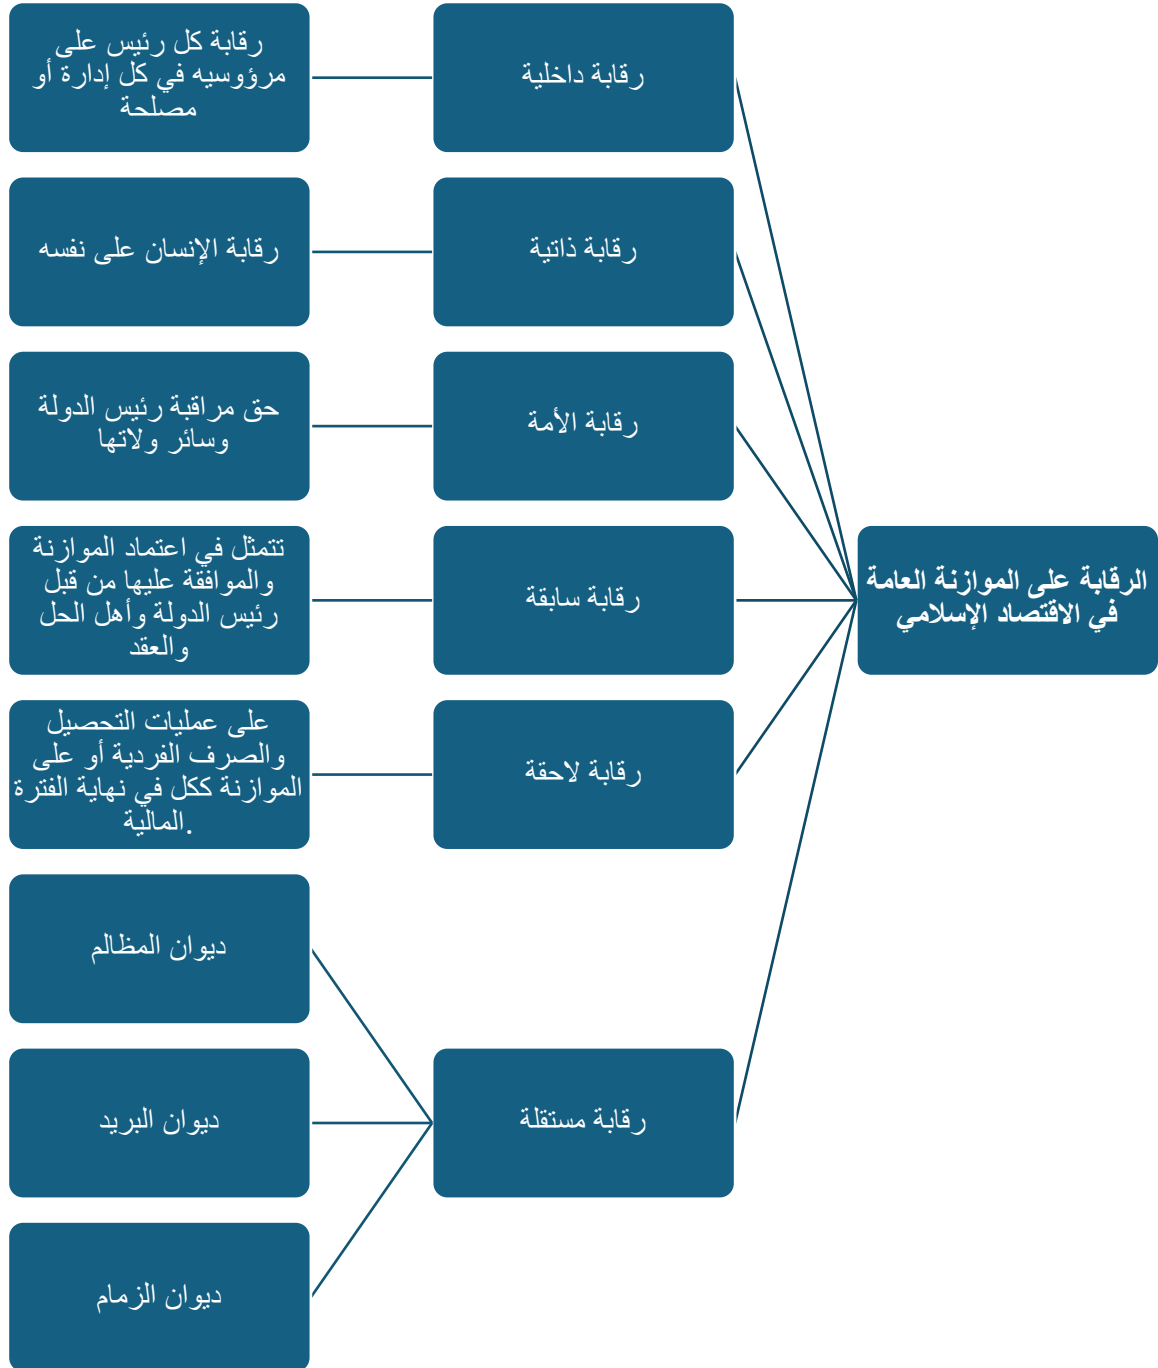 الرقابة على الموازنة العامة
في الاقتصاد الإسلامي
رقابة داخلية
رقابة كل رئيس على
مرؤوسيه في كل إدارة أو
مصلحة
رقابة ذاتية
رقابة الإنسان على نفسه
رقابة الأمة
حق مراقبة رئيس الدولة
وسائر ولاتها
رقابة سابقة
تتمثل في اعتماد الموازنة
والموافقة عليها من قبل
رئيس الدولة وأهل الحل
والعقد
رقابة لاحقة
على عمليات التحصيل
والصرف الفردية أو على
الموازنة ككل في نهاية الفترة
المالية.
رقابة مستقلة
ديوان المظالم
ديوان البريد
ديوان الزمام